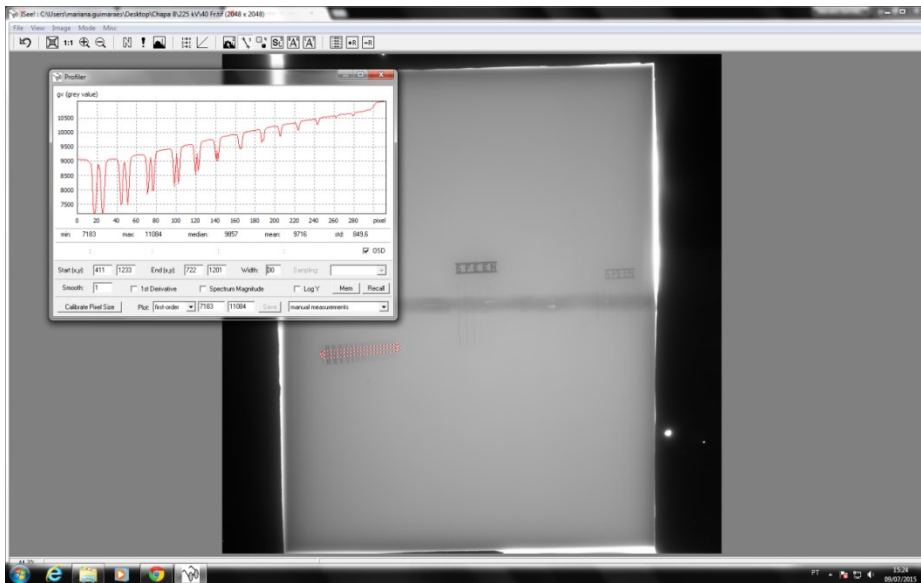 ISee! : C:\Users\mariana.guimaraes\Desktop\Chapa 8\225 kV\40 Fr.tif (2048 x 2048)
File View Image Mode Misc
1:1
Profiler
gv (grey value)
10500
10000
9500
9000
8500
8000
7500
0 20 40 60 80 100 120 140 160 180 200 220 240 260 280 pixel
min: 7183 max: 11084 median: 9857 mean: 9716 std: 849,6
OSD
Start (x,y): 411 1233 End (x,y): 722 1201 Width: 30 Sampling:
Smooth: 1 1st Derivative Spectrum Magnitude Log Y Mem Recall
Calibrate Pixel Size Plot: first-order 7183 11084 Save manual measurements
PT
15:24
09/07/2015